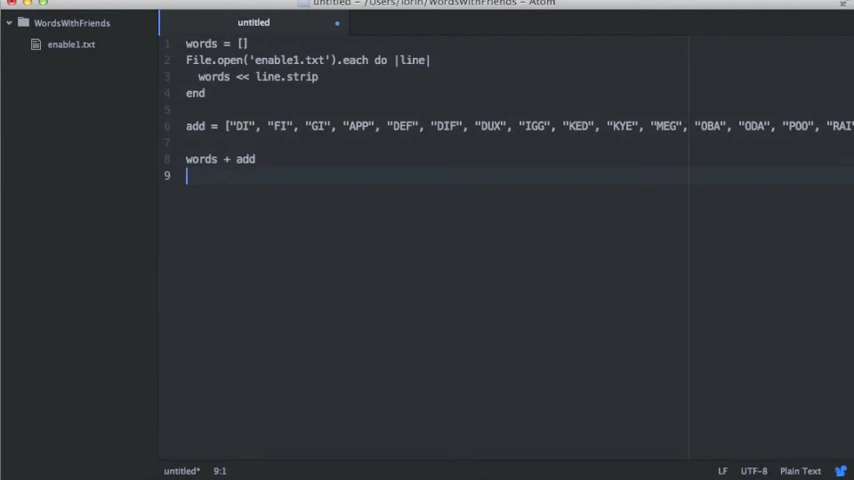 untitled - /Users/Torin/WordsWithFriends - Atom
WordsWithFriends
enable1.txt
untitled
1 words = []
2 File.open('enable1.txt').each do |line|
3 words << line.strip
4 end
5
6 add = ["DI", "FI", "GI", "APP", "DEF", "DIF", "DUX", "IGG", "KED", "KYE", "MEG", "OBA", "ODA", "POO", "RAI"
7
8 words + add
9
untitled* 9:1 LF UTF-8 Plain Text